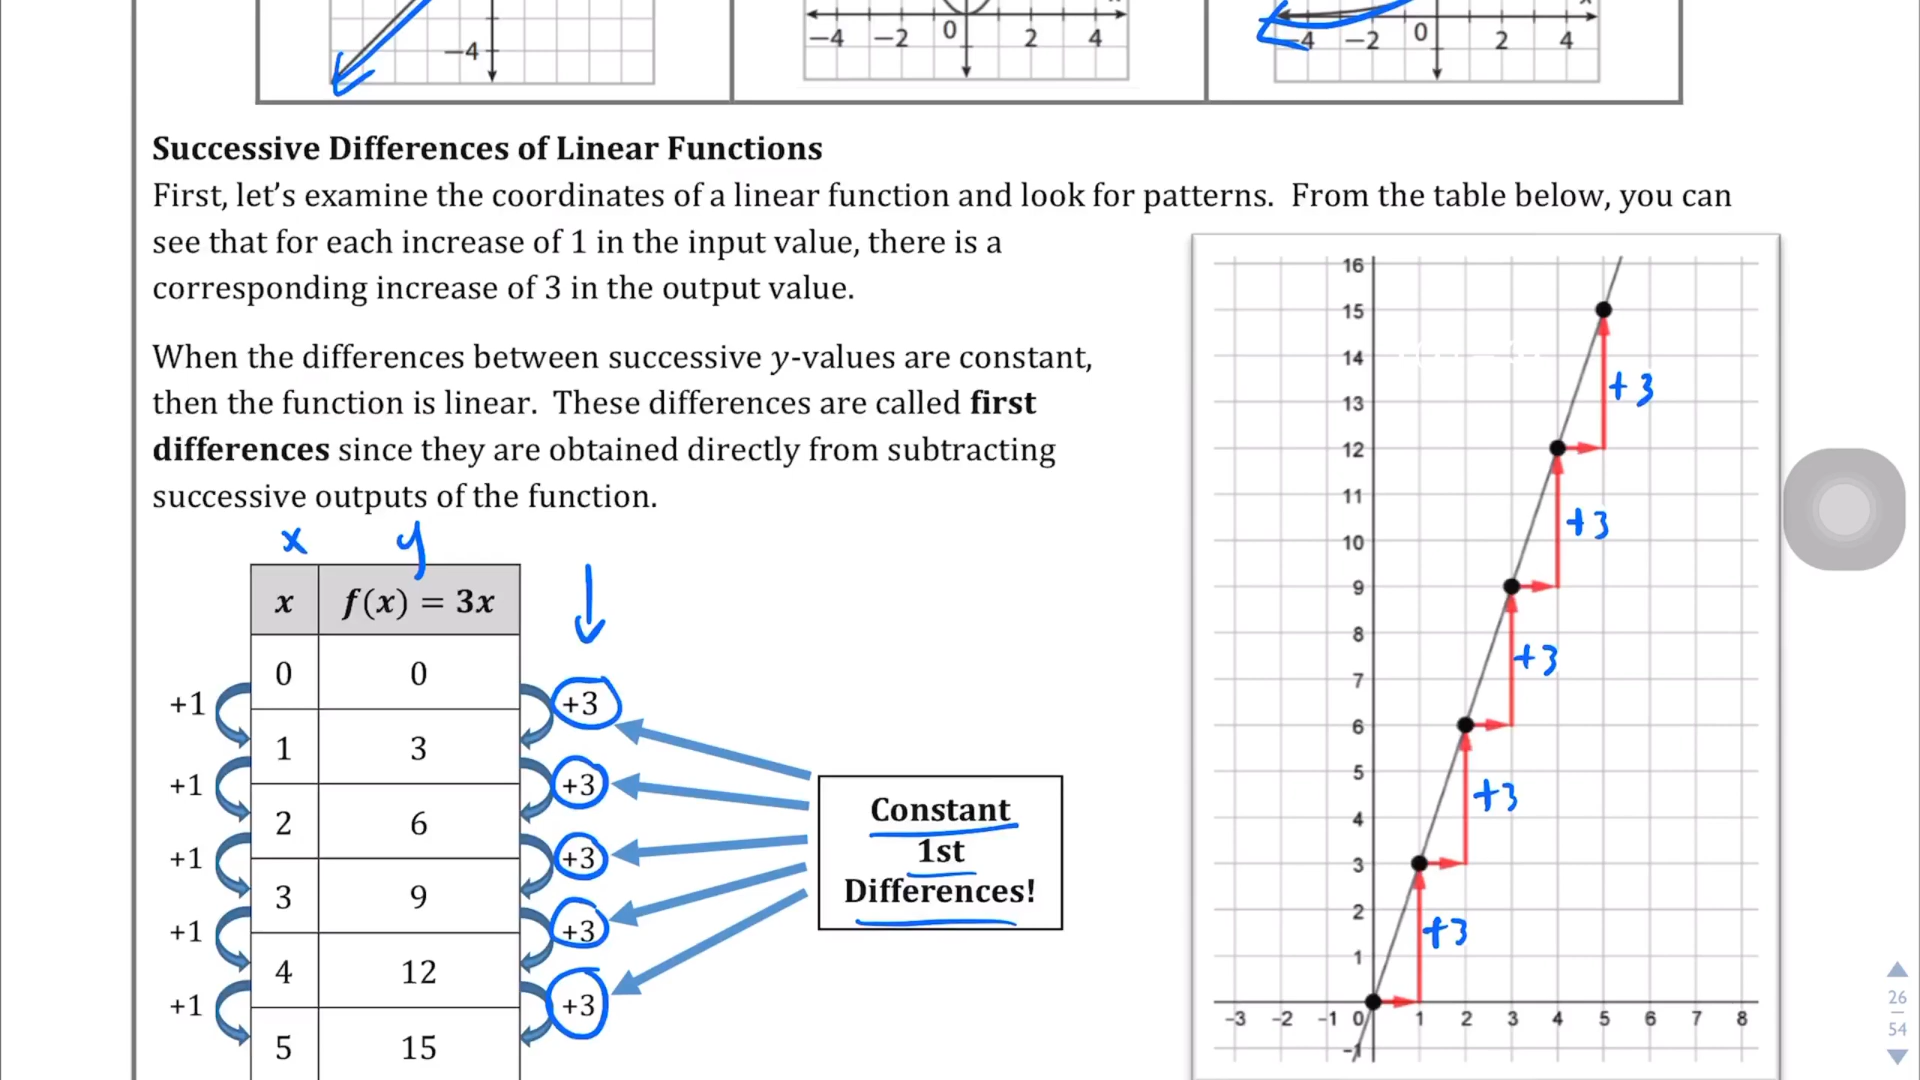 −4
−4 −2 0 2 4
−4 −2 0 2 4
Successive Differences of Linear Functions
First, let’s examine the coordinates of a linear function and look for patterns. From the table below, you can
see that for each increase of 1 in the input value, there is a
corresponding increase of 3 in the output value.
When the differences between successive y-values are constant,
then the function is linear. These differences are called first
differences since they are obtained directly from subtracting
successive outputs of the function.
x y
x f(x) = 3x
0 0
1 3
2 6
3 9
4 12
5 15
+1
+1
+1
+1
+1
+3
+3
+3
+3
+3
Constant
1st
Differences!
16
15
14
13
12
11
10
9
8
7
6
5
4
3
2
1
-3 -2 -1 0 1 2 3 4 5 6 7 8
-1
+3
+3
+3
+3
+3
26
54